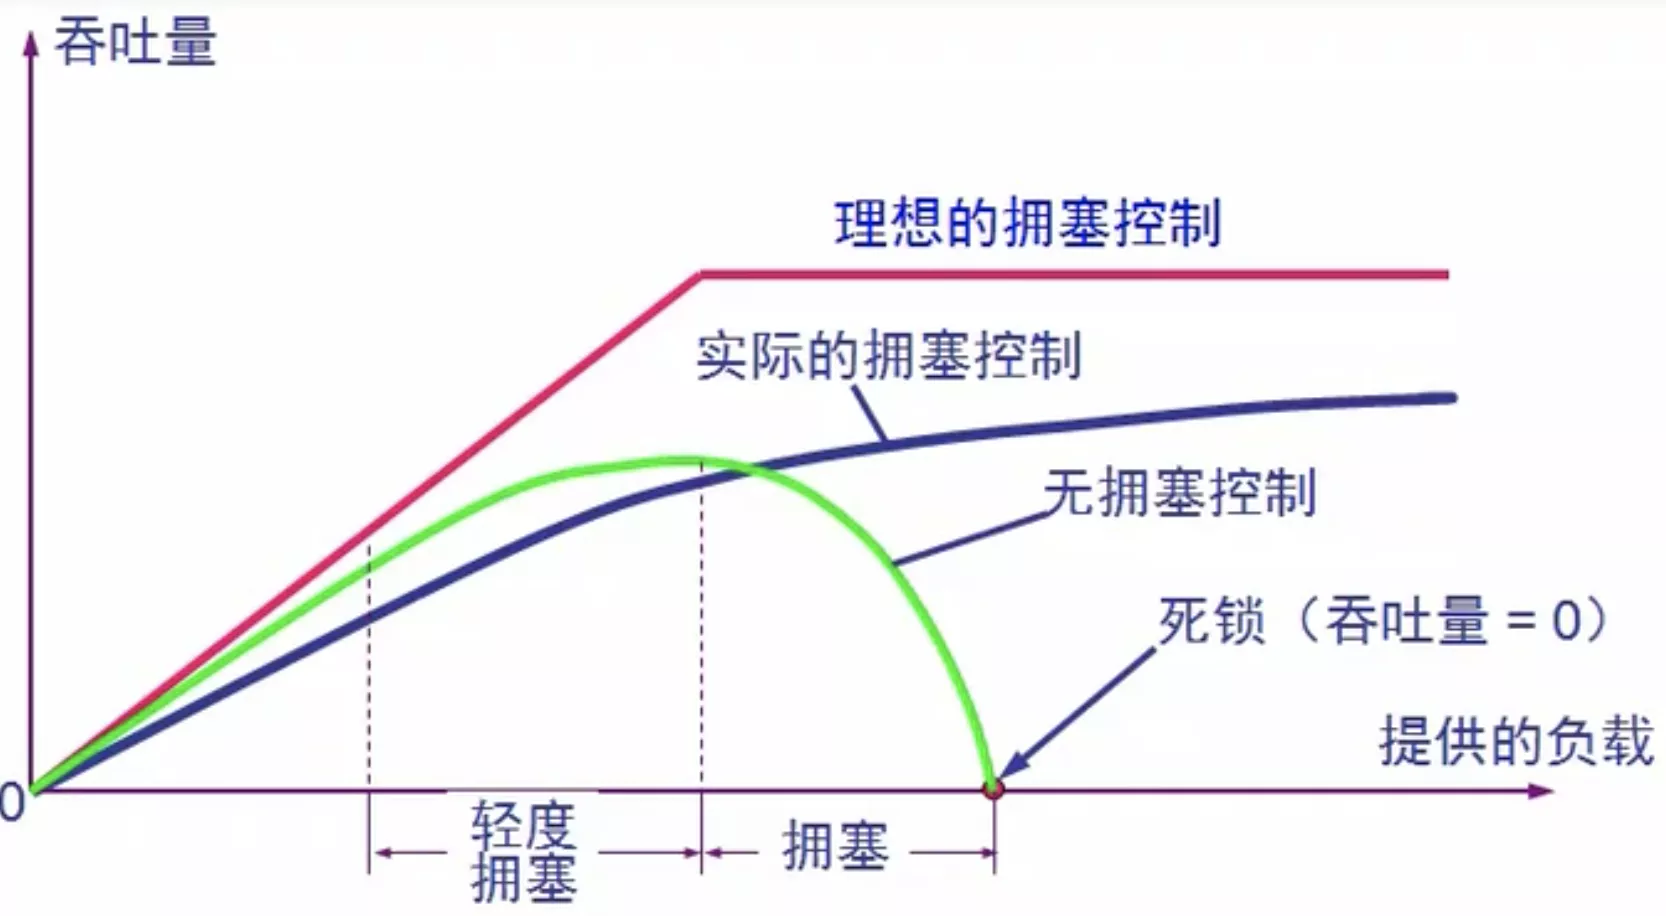 吞吐量
理想的拥塞控制
实际的拥塞控制
无拥塞控制
死锁（吞吐量 = 0）
提供的负载
0
轻度
拥塞
拥塞